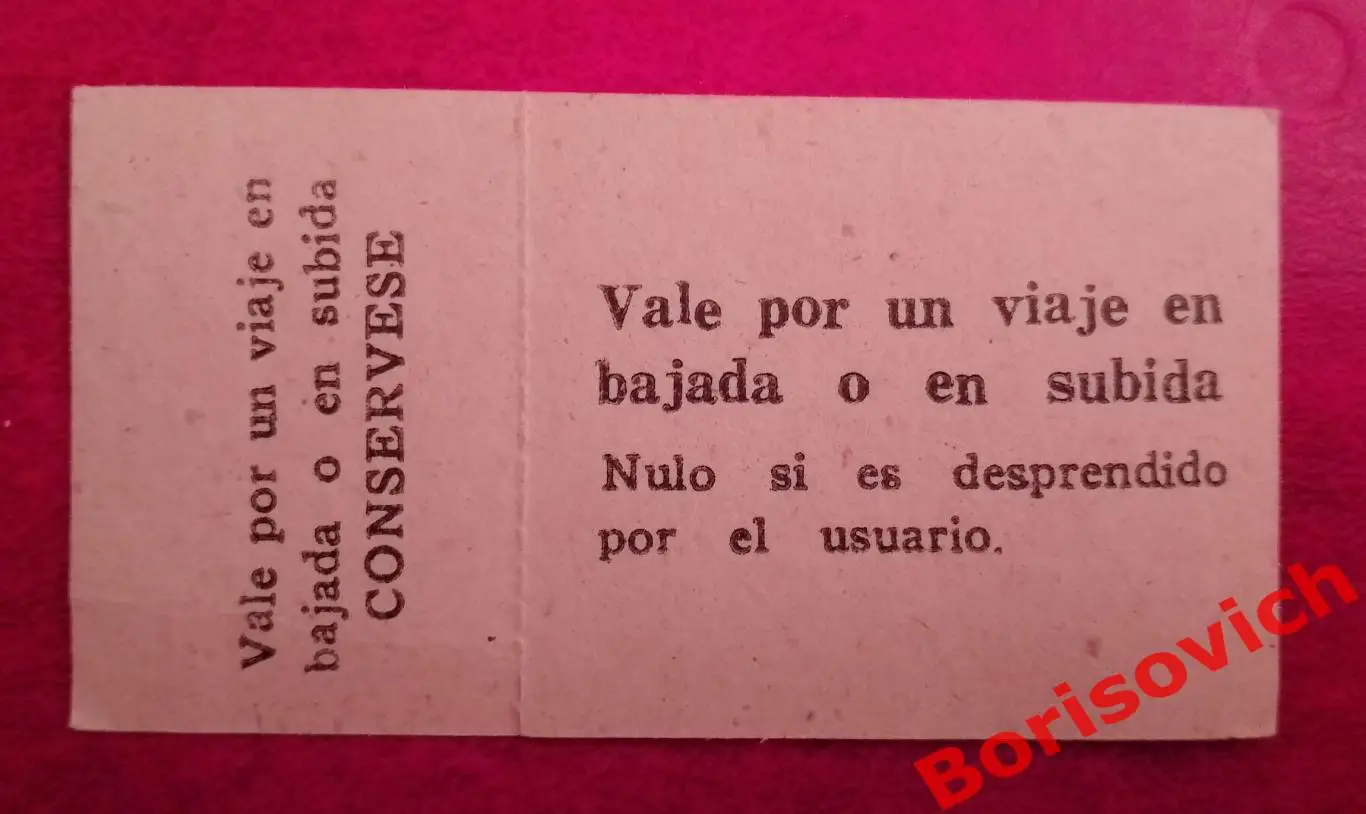 Vale por un viaje en
bajada o en subida
CONSERVESE
Vale por un viaje en
bajada o en subida
Nulo si es desprendido
por el usuario.
Borisovich